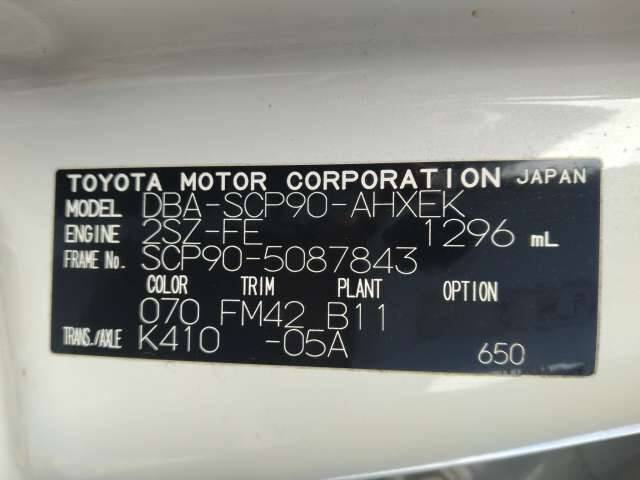 TOYOTA MOTOR CORPORATION JAPAN
MODEL DBA-SCP90-AHXEK
ENGINE 2SZ-FE 1296 mL
FRAME No. SCP90-5087843
COLOR TRIM PLANT OPTION
070 FM42 B11
TRANS./AXLE K410 -05A
650